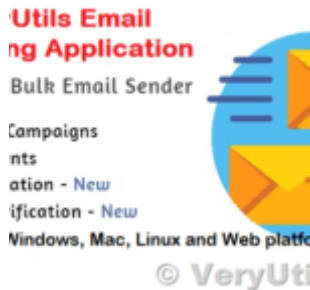 Utils Email
ng Application
Bulk Email Sender
Campaigns
nts
ation - New
ification - New
Windows, Mac, Linux and Web platfo
© VeryUti